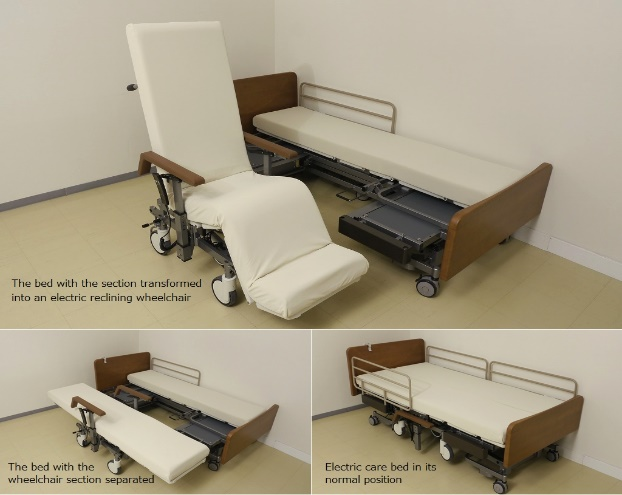 The bed with the section transformed
into an electric reclining wheelchair
The bed with the
wheelchair section separated
Electric care bed in its
normal position